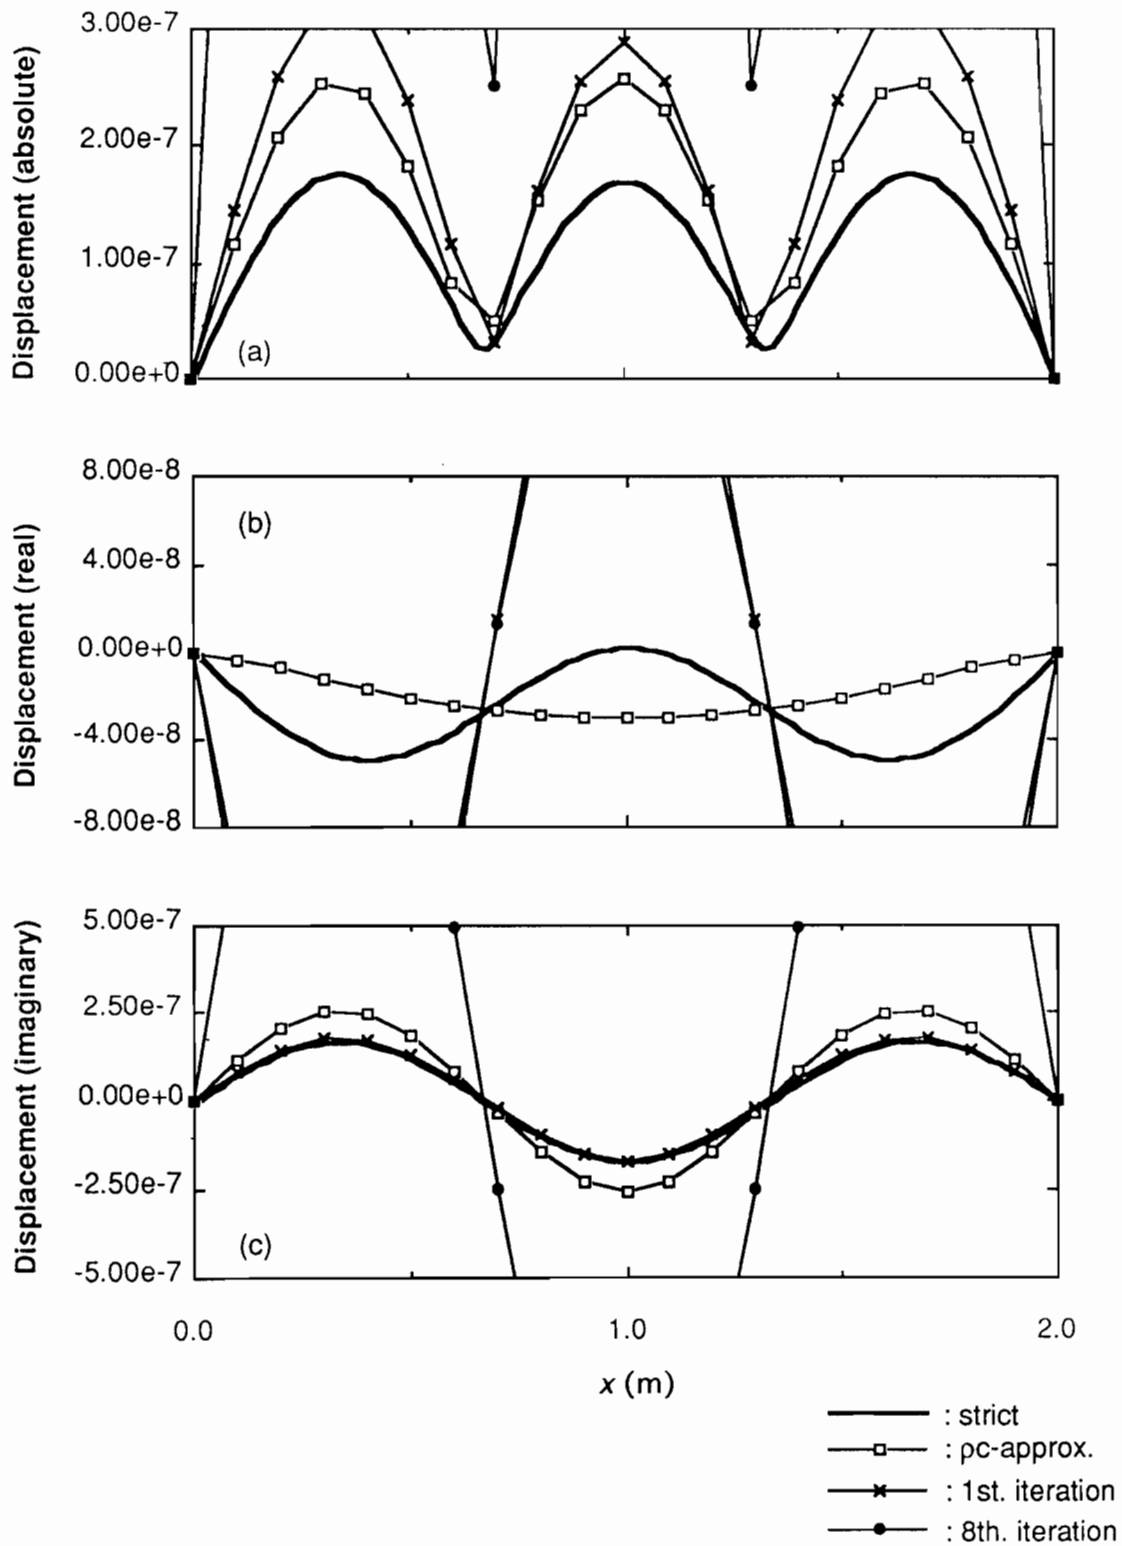 Displacement (absolute)
3.00e-7
2.00e-7
1.00e-7
0.00e+0
(a)
Displacement (real)
8.00e-8
4.00e-8
0.00e+0
-4.00e-8
-8.00e-8
(b)
Displacement (imaginary)
5.00e-7
2.50e-7
0.00e+0
-2.50e-7
-5.00e-7
(c)
0.0 1.0 2.0
x (m)
: strict
: ρc-approx.
: 1st. iteration
: 8th. iteration